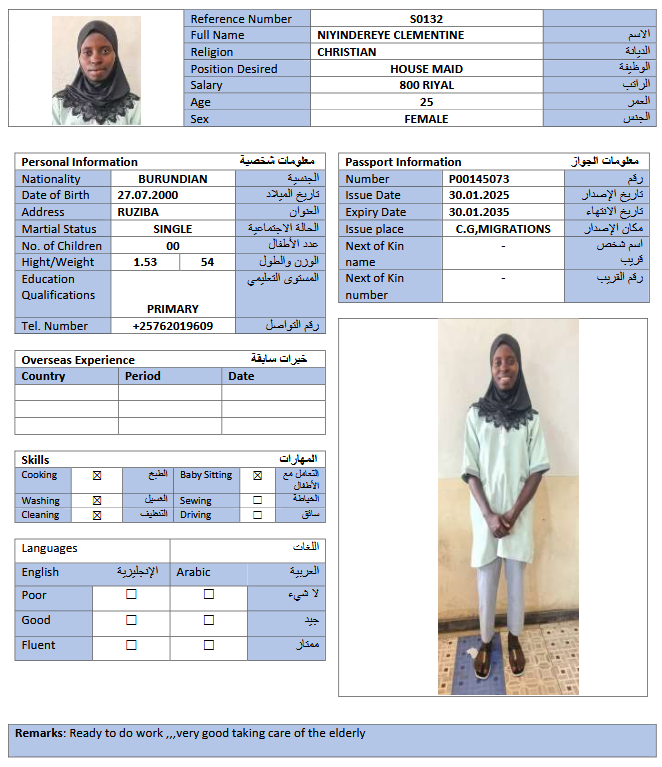 Reference Number S0132
Full Name NIYINDEREYE CLEMENTINE الاسم
Religion CHRISTIAN الديانة
Position Desired HOUSE MAID الوظيفة
Salary 800 RIYAL الراتب
Age 25 العمر
Sex FEMALE الجنس
Personal Information معلومات شخصية
Nationality BURUNDIAN الجنسية
Date of Birth 27.07.2000 تاريخ الميلاد
Address RUZIBA العنوان
Martial Status SINGLE الحالة الاجتماعية
No. of Children 00 عدد الأطفال
Hight/Weight 1.53 54 الوزن والطول
Education المستوى التعليمي
Qualifications
PRIMARY
Tel. Number +25762019609 رقم التواصل
Passport Information معلومات الجواز
Number P00145073 رقم
Issue Date 30.01.2025 تاريخ الإصدار
Expiry Date 30.01.2035 تاريخ الانتهاء
Issue place C.G,MIGRATIONS مكان الإصدار
Next of Kin - اسم شخص
name قريب
Next of Kin - رقم القريب
number
Overseas Experience خبرات سابقة
Country Period Date
Skills المهارات
Cooking ☒ الطبخ Baby Sitting ☒ التعامل مع
الأطفال
Washing ☒ الغسيل Sewing ☐ الخياطة
Cleaning ☒ التنظيف Driving ☐ سائق
Languages اللغات
English الإنجليزية Arabic العربية
Poor ☐ ☐ لا شيء
Good ☐ ☐ جيد
Fluent ☐ ☐ ممتاز
Remarks: Ready to do work ,,,very good taking care of the elderly